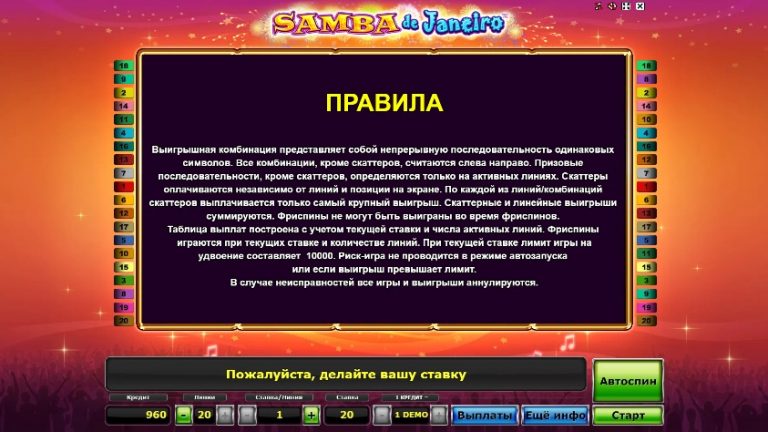 SAMBA de Janeiro
ПРАВИЛА
Выигрышная комбинация представляет собой непрерывную последовательность одинаковых
символов. Все комбинации, кроме скаттеров, считаются слева направо. Призовые
последовательности, кроме скаттеров, определяются только на активных линиях. Скаттеры
оплачиваются независимо от линий и позиции на экране. По каждой из линий/комбинаций
скаттеров выплачивается только самый крупный выигрыш. Скаттерные и линейные выигрыши
суммируются. Фриспины не могут быть выиграны во время фриспинов.
Таблица выплат построена с учетом текущей ставки и числа активных линий. Фриспины
играются при текущих ставке и количестве линий. При текущей ставке лимит игры на
удвоение составляет 10000. Риск-игра не проводится в режиме автозапуска
или если выигрыш превышает лимит.
В случае неисправностей все игры и выигрыши аннулируются.
18 18
9 8
2 2
14 14
11 10
4 4
16 16
13 13
7 7
1 1
6 6
12 12
17 17
5 5
10 11
15 15
3 3
8 9
19 19
20 20
Пожалуйста, делайте вашу ставку
Автоспин
Кредит Линии Ставка/Линия Ставка 1 КРЕДИТ =
960 - 20 + - 1 + 20 - 1 DEMO + Выплаты Ещё инфо Старт